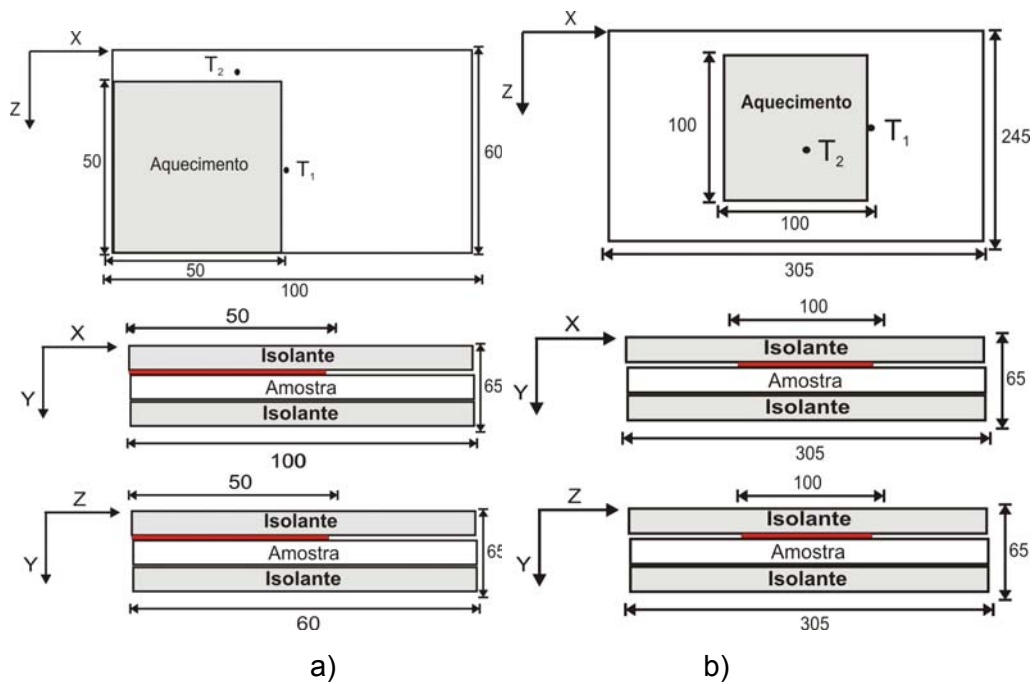 X
Z
T2
Aquecimento
T1
50
60
50
100
50
X
Y
Isolante
Amostra
Isolante
65
100
50
Z
Y
Isolante
Amostra
Isolante
65
60
a)
X
Z
Aquecimento
T1
T2
100
245
100
305
100
X
Y
Isolante
Amostra
Isolante
65
305
100
Z
Y
Isolante
Amostra
Isolante
65
305
b)